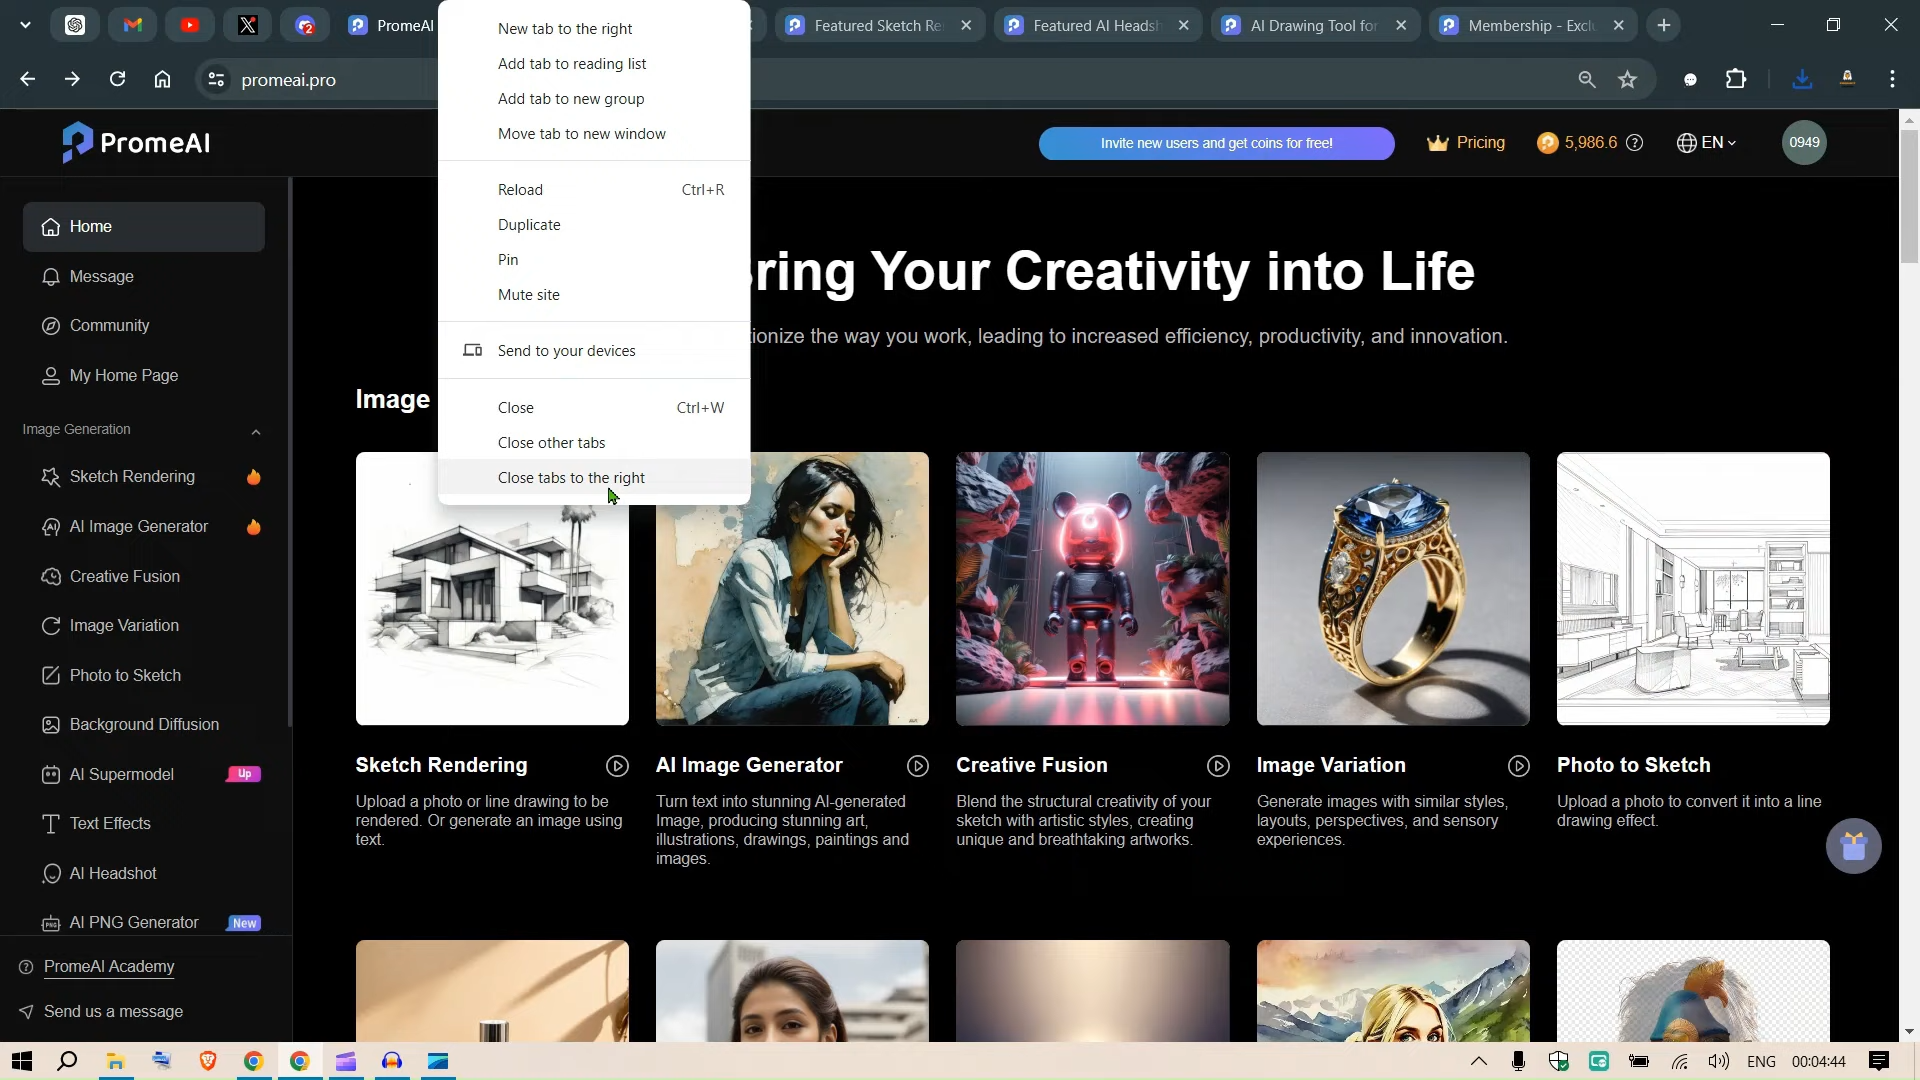 PromeAI
Featured Sketch Re
Featured AI Headsh
AI Drawing Tool for
Membership - Exclu
promeai.pro
New tab to the right
Add tab to reading list
Add tab to new group
Move tab to new window
Reload Ctrl+R
Duplicate
Pin
Mute site
Send to your devices
Close Ctrl+W
Close other tabs
Close tabs to the right
PromeAI
Invite new users and get coins for free!
Pricing
5,986.6
EN
0949
Home
Message
Community
My Home Page
Image Generation
Sketch Rendering
AI Image Generator
Creative Fusion
Image Variation
Photo to Sketch
Background Diffusion
AI Supermodel Up
Text Effects
AI Headshot
AI PNG Generator New
PromeAI Academy
Send us a message
ring Your Creativity into Life
ionize the way you work, leading to increased efficiency, productivity, and innovation.
Image
Sketch Rendering
Upload a photo or line drawing to be
rendered. Or generate an image using
text.
AI Image Generator
Turn text into stunning AI-generated
Image, producing stunning art,
illustrations, drawings, paintings and
images.
Creative Fusion
Blend the structural creativity of your
sketch with artistic styles, creating
unique and breathtaking artworks.
Image Variation
Generate images with similar styles,
layouts, perspectives, and sensory
experiences.
Photo to Sketch
Upload a photo to convert it into a line
drawing effect.
ENG 00:04:44